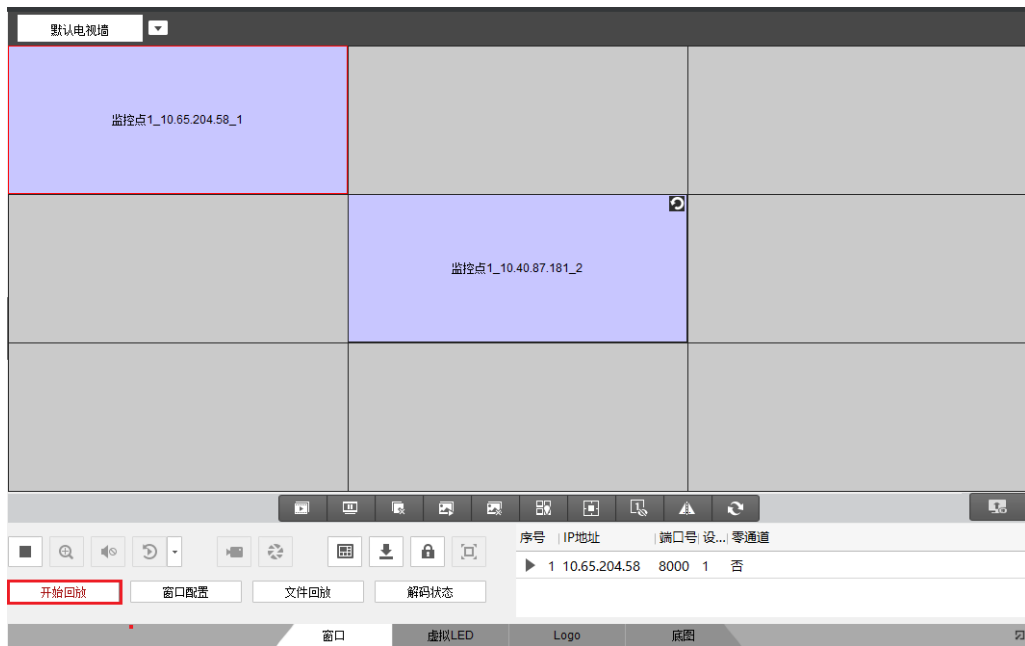 默认电视墙
监控点1_10.65.204.58_1
监控点1_10.40.87.181_2
序号 IP地址 端口号 设... 零通道
1 10.65.204.58 8000 1 否
开始回放 窗口配置 文件回放 解码状态
窗口 虚拟LED Logo 底图